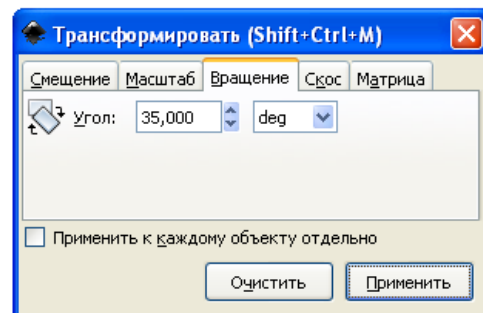 Трансформировать (Shift+Ctrl+M)
Смещение Масштаб Вращение Скос Матрица
Угол: 35,000 deg
Применить к каждому объекту отдельно
Очистить Применить